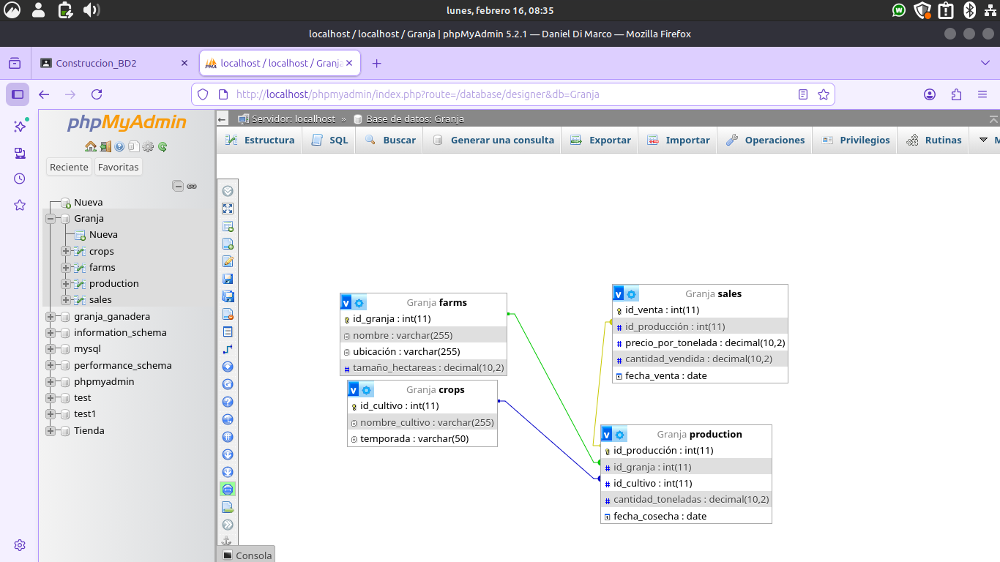 lunes, febrero 16, 08:35
localhost / localhost / Granja | phpMyAdmin 5.2.1 — Daniel Di Marco — Mozilla Firefox
Construccion_BD2
localhost / localhost / Granja
http://localhost/phpmyadmin/index.php?route=/database/designer&db=Granja
phpMyAdmin
Reciente
Favoritas
Nueva
Granja
Nueva
crops
farms
production
sales
granja_ganadera
information_schema
mysql
performance_schema
phpmyadmin
test
test1
Tienda
Servidor: localhost » Base de datos: Granja
Estructura
SQL
Buscar
Generar una consulta
Exportar
Importar
Operaciones
Privilegios
Rutinas
M
v Granja farms
id_granja : int(11)
nombre : varchar(255)
ubicación : varchar(255)
# tamaño_hectareas : decimal(10,2)
v Granja crops
id_cultivo : int(11)
nombre_cultivo : varchar(255)
temporada : varchar(50)
v Granja sales
id_venta : int(11)
# id_producción : int(11)
# precio_por_tonelada : decimal(10,2)
# cantidad_vendida : decimal(10,2)
fecha_venta : date
v Granja production
id_producción : int(11)
# id_granja : int(11)
# id_cultivo : int(11)
# cantidad_toneladas : decimal(10,2)
fecha_cosecha : date
Consola